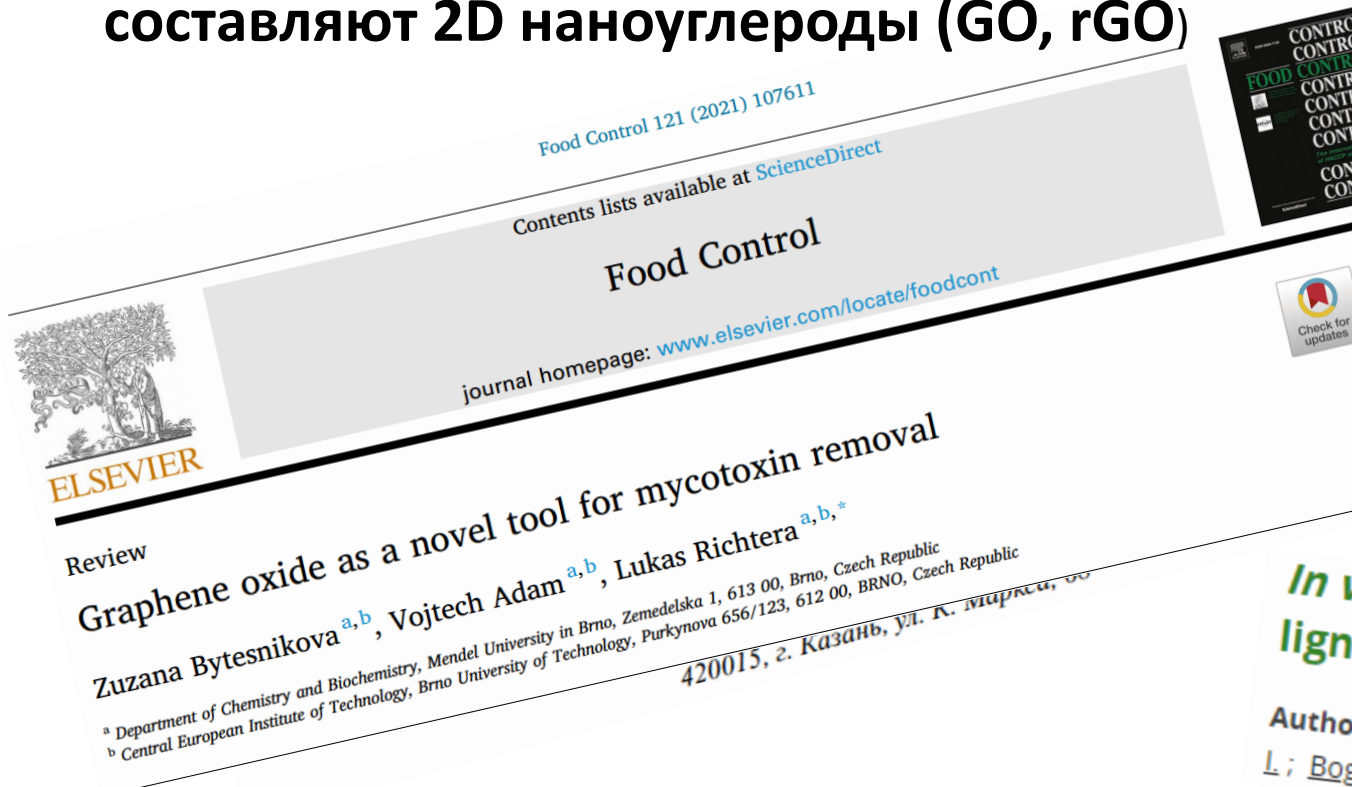 составляют 2D наноуглероды (GO, rGO)
Food Control 121 (2021) 107611
Contents lists available at ScienceDirect
Food Control
journal homepage: www.elsevier.com/locate/foodcont
ELSEVIER
FOOD CONTROL
Check for
updates
Review
Graphene oxide as a novel tool for mycotoxin removal
Zuzana Bytesnikova a,b, Vojtech Adam a,b, Lukas Richtera a,b,*
a Department of Chemistry and Biochemistry, Mendel University in Brno, Zemedelska 1, 613 00, Brno, Czech Republic
b Central European Institute of Technology, Brno University of Technology, Purkynova 656/123, 612 00, BRNO, Czech Republic
420015, г. Казань, ул. К. Маркса,
In
lign
Autho
I. ; Bog